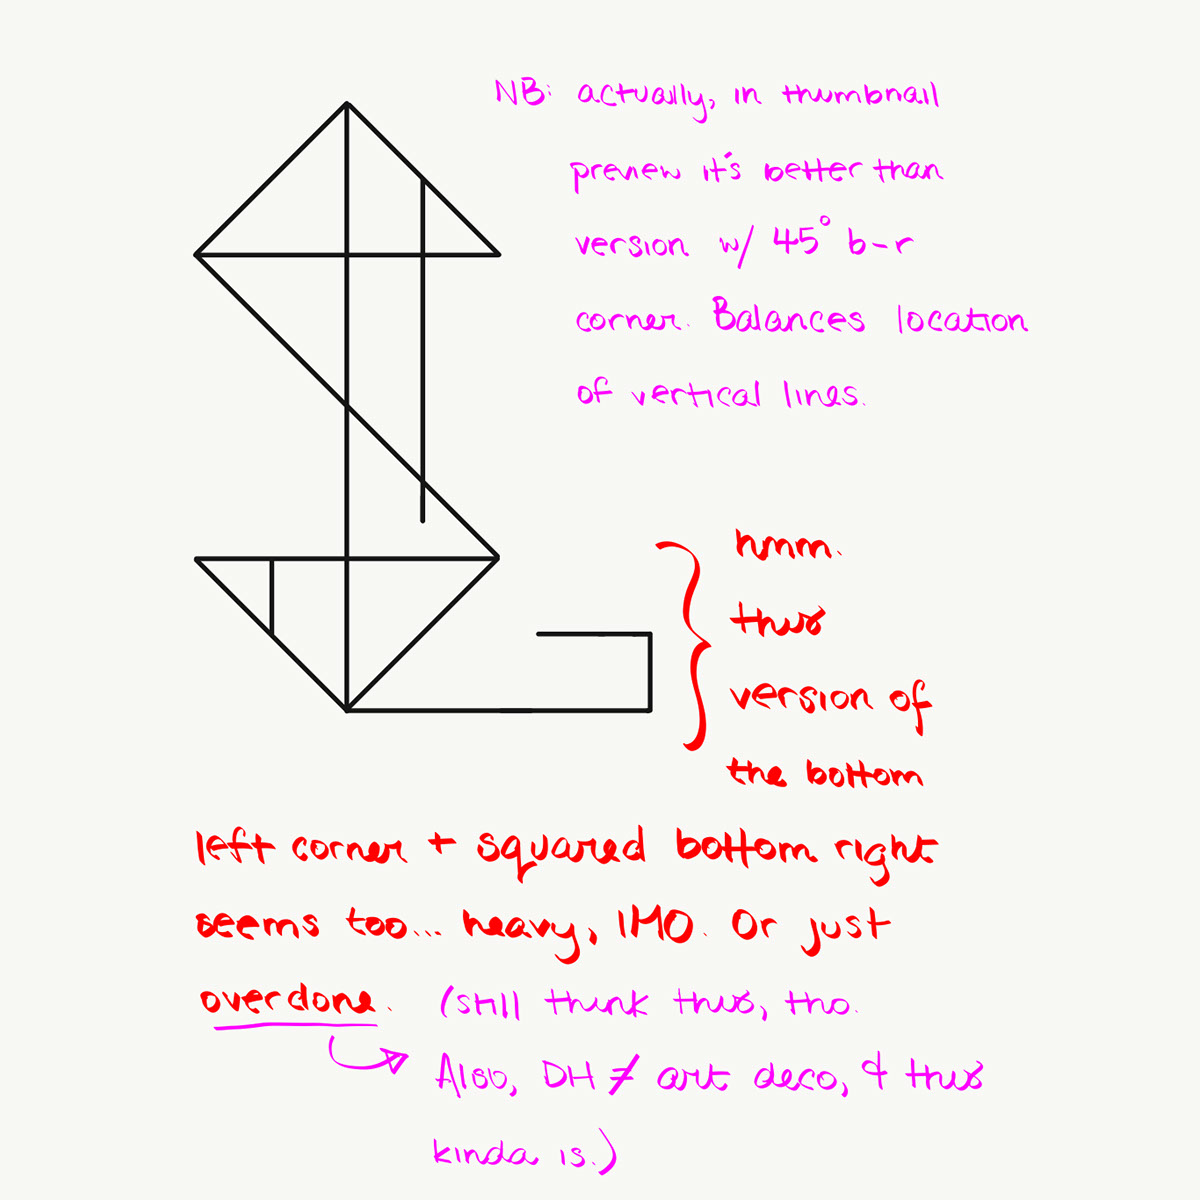 NB: actually, in thumbnail
preview it's better than
version w/ 45° b-r
corner. Balances location
of vertical lines.
hmm.
this
version of
the bottom
left corner + squared bottom right
seems too... heavy, IMO. Or just
overdone. (still think this, tho.
Also, DH ≠ art deco, & this
kinda is.)